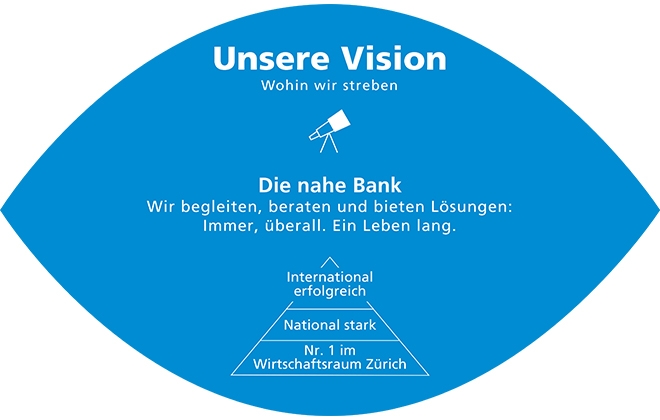 Unsere Vision
Wohin wir streben
Die nahe Bank
Wir begleiten, beraten und bieten Lösungen:
Immer, überall. Ein Leben lang.
International
erfolgreich
National stark
Nr. 1 im
Wirtschaftsraum Zürich